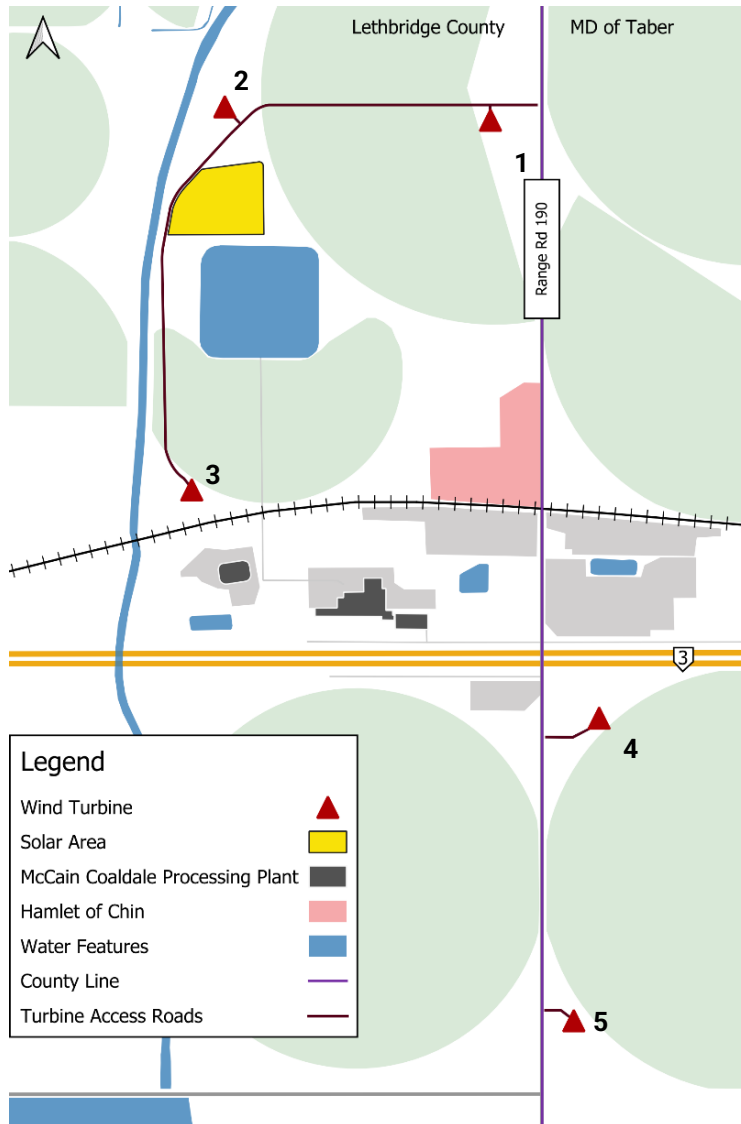 Lethbridge County
MD of Taber
2
1
Range Rd 190
3
3
4
Legend
Wind Turbine
Solar Area
McCain Coaldale Processing Plant
Hamlet of Chin
Water Features
County Line
Turbine Access Roads
5